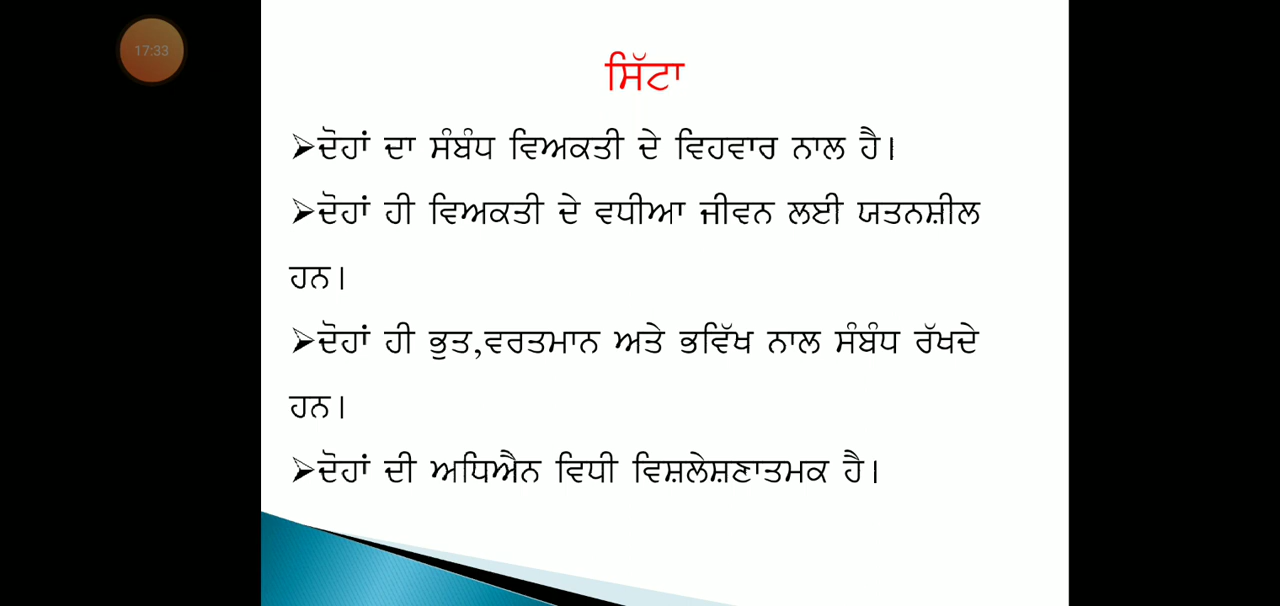 17:33
ਸਿੱਟਾ
➢ਦੋਹਾਂ ਦਾ ਸੰਬੰਧ ਵਿਅਕਤੀ ਦੇ ਵਿਹਵਾਰ ਨਾਲ ਹੈ।
➢ਦੋਹਾਂ ਹੀ ਵਿਅਕਤੀ ਦੇ ਵਧੀਆ ਜੀਵਨ ਲਈ ਯਤਨਸ਼ੀਲ
ਹਨ।
➢ਦੋਹਾਂ ਹੀ ਭੁਤ,ਵਰਤਮਾਨ ਅਤੇ ਭਵਿੱਖ ਨਾਲ ਸੰਬੰਧ ਰੱਖਦੇ
ਹਨ।
➢ਦੋਹਾਂ ਦੀ ਅਧਿਐਨ ਵਿਧੀ ਵਿਸ਼ਲੇਸ਼ਣਾਤਮਕ ਹੈ।